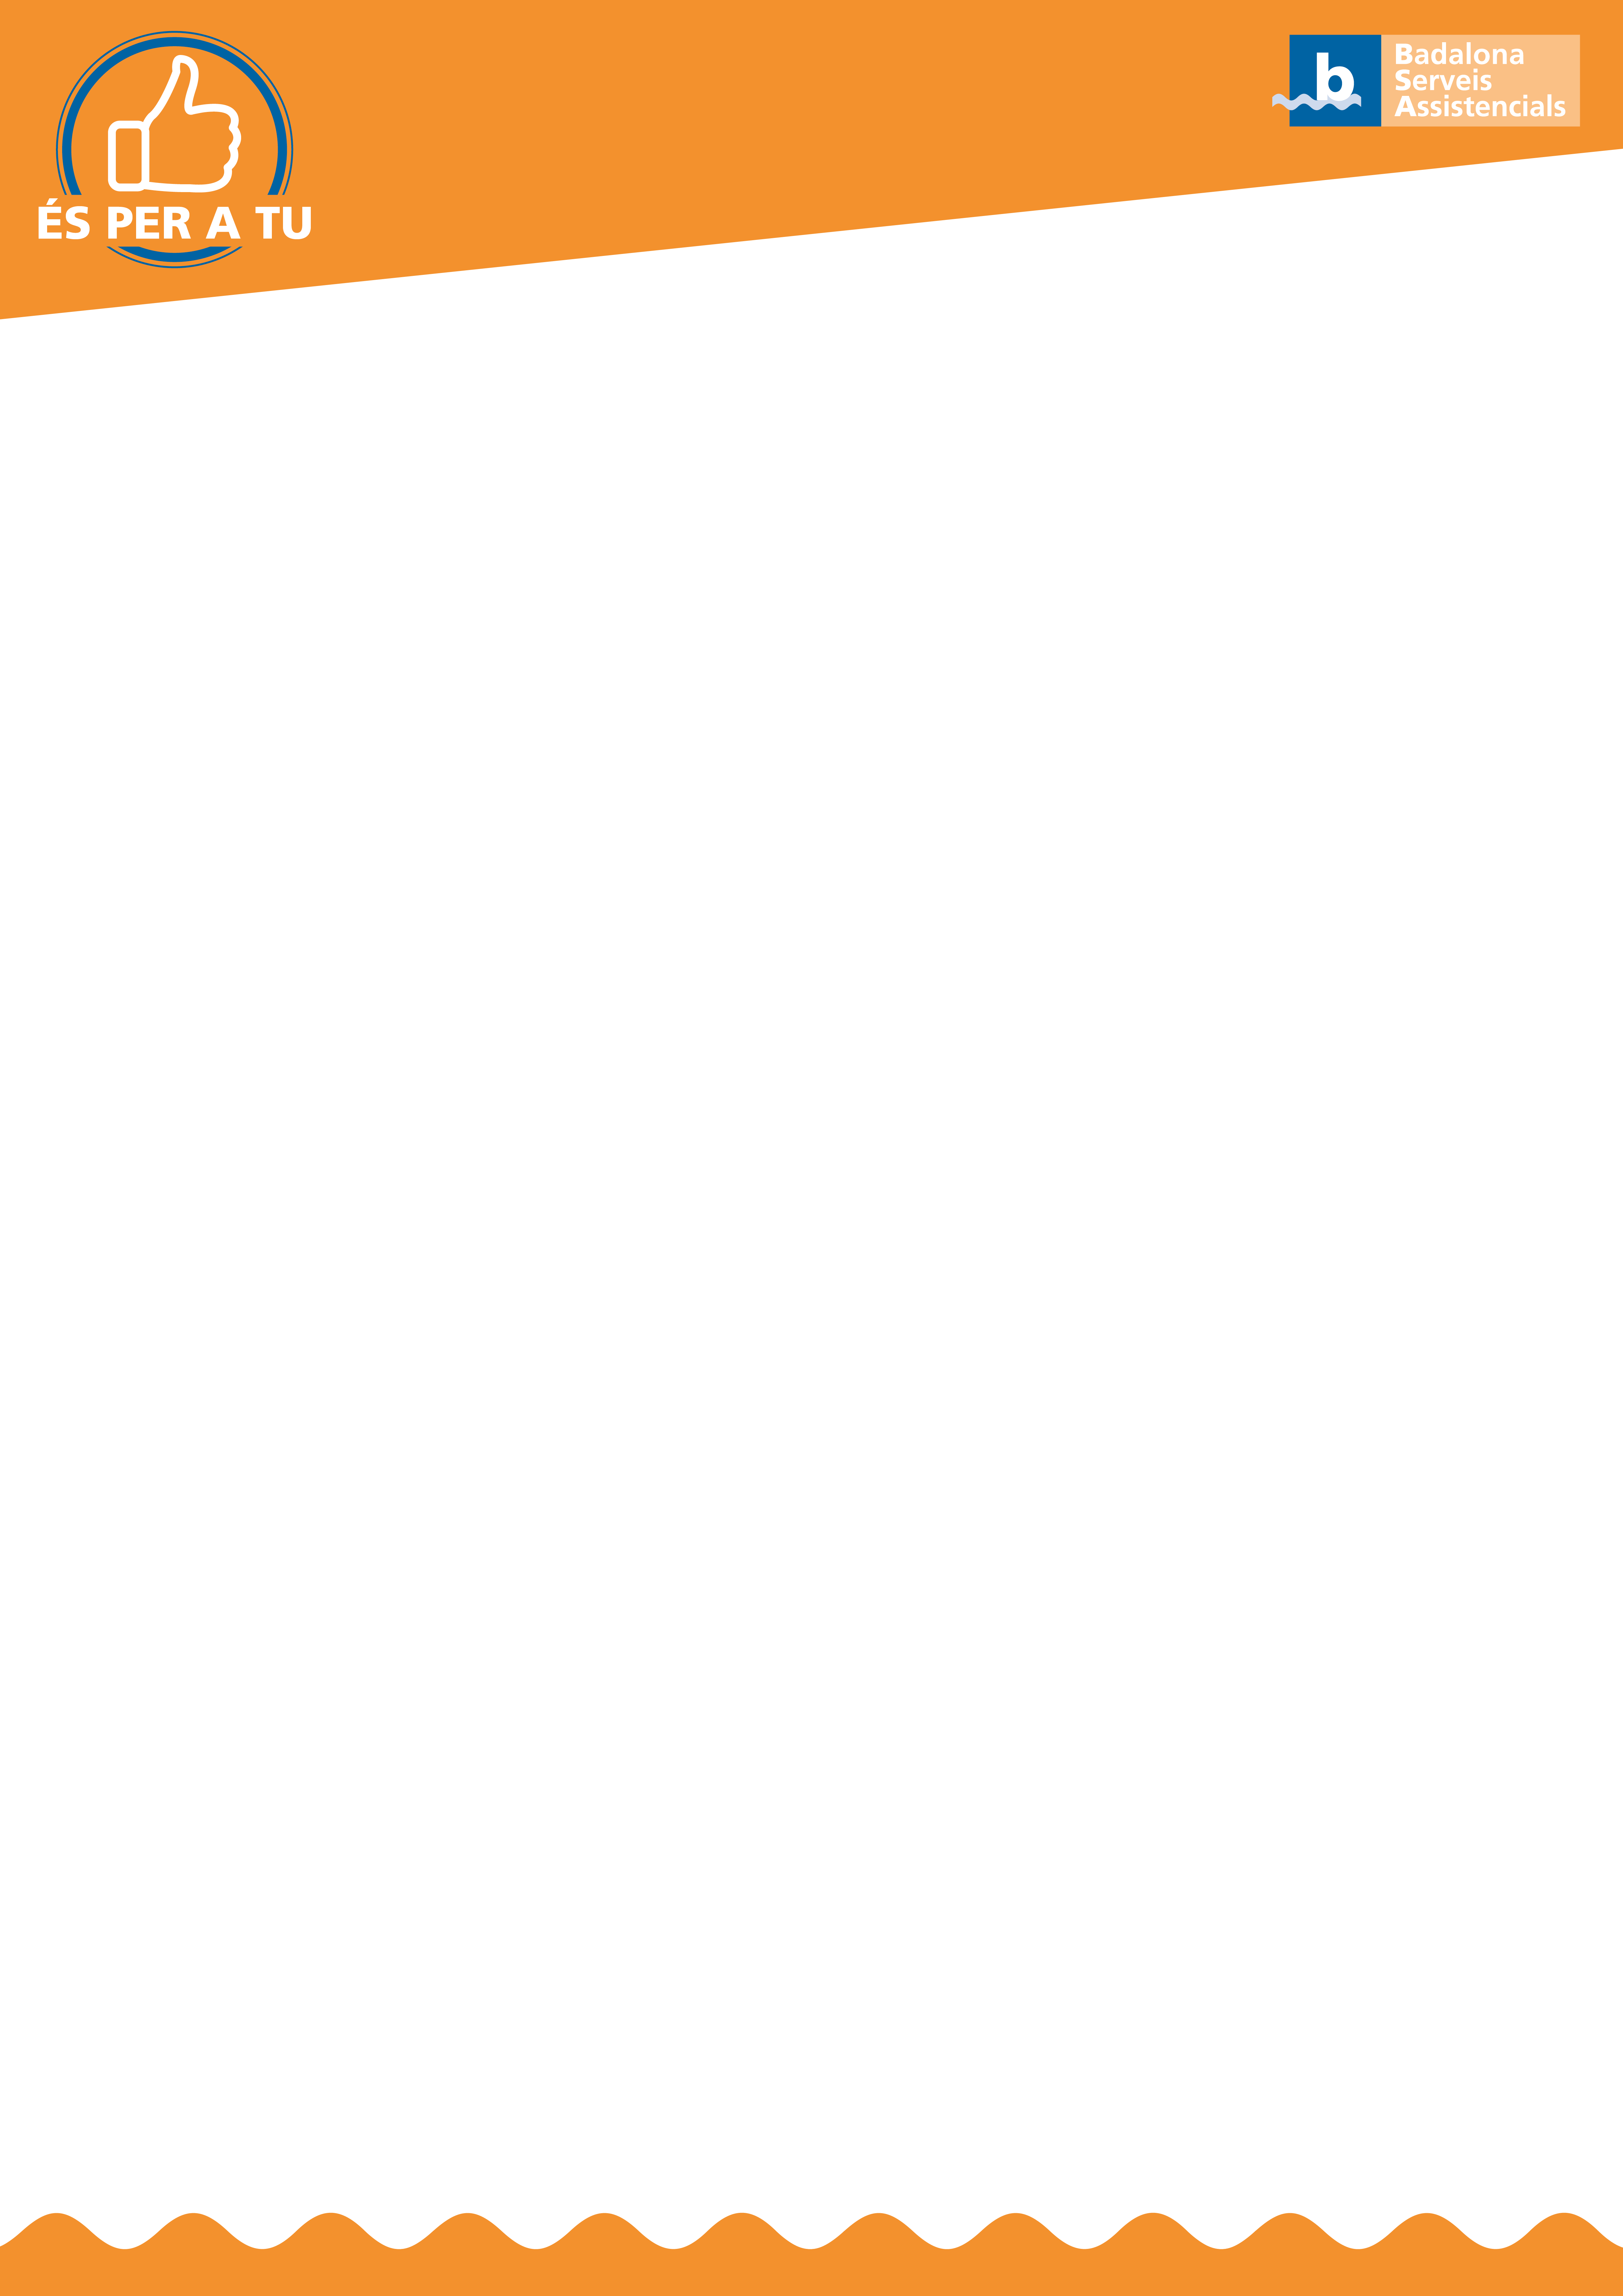 ÉS PER A TU
b
Badalona
Serveis
Assistencials